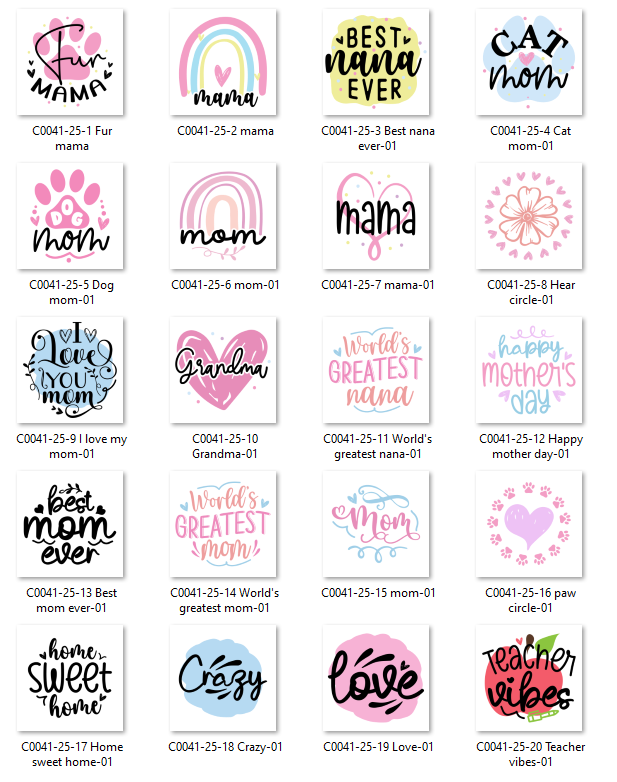 Fur
MAMA
mama
BEST
nana
EVER
CAT
mom
C0041-25-1 Fur
mama
C0041-25-2 mama
C0041-25-3 Best nana
ever-01
C0041-25-4 Cat
mom-01
DOG
mom
mom
mama
C0041-25-5 Dog
mom-01
C0041-25-6 mom-01
C0041-25-7 mama-01
C0041-25-8 Hear
circle-01
I
Love
YOU
mom
Grandma
World's
GREATEST
nana
happy
mother's
day
C0041-25-9 I love my
mom-01
C0041-25-10
Grandma-01
C0041-25-11 World's
greatest nana-01
C0041-25-12 Happy
mother day-01
best
mom
ever
World's
GREATEST
mom
Mom
C0041-25-13 Best
mom ever-01
C0041-25-14 World's
greatest mom-01
C0041-25-15 mom-01
C0041-25-16 paw
circle-01
home
SWEET
home
Crazy
love
Teacher
vibes
C0041-25-17 Home
sweet home-01
C0041-25-18 Crazy-01
C0041-25-19 Love-01
C0041-25-20 Teacher
vibes-01